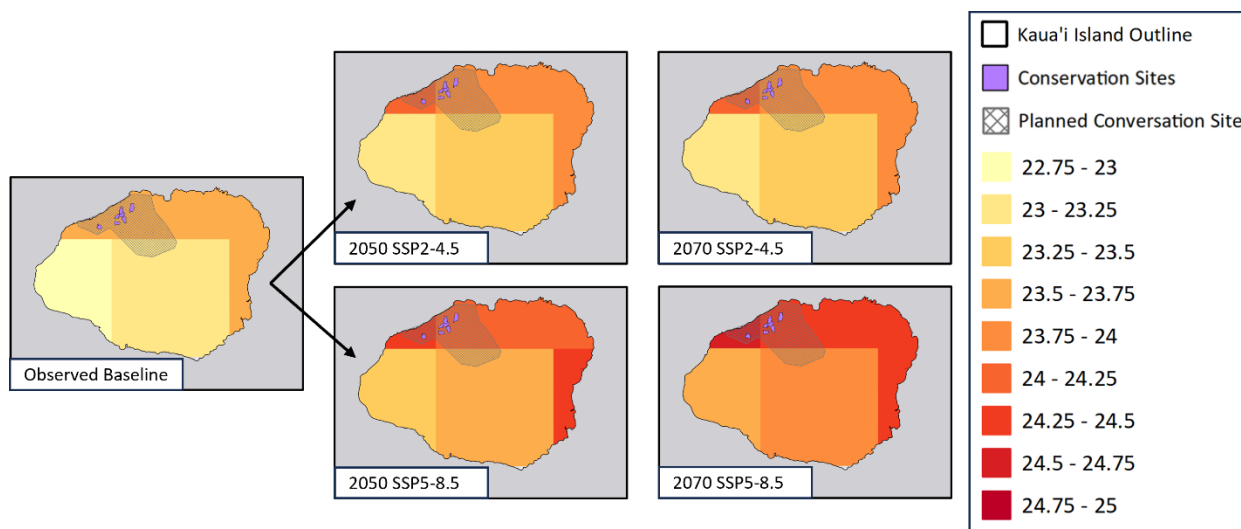 Observed Baseline
2050 SSP2-4.5
2070 SSP2-4.5
2050 SSP5-8.5
2070 SSP5-8.5
Kaua'i Island Outline
Conservation Sites
Planned Conversation Site
22.75 - 23
23 - 23.25
23.25 - 23.5
23.5 - 23.75
23.75 - 24
24 - 24.25
24.25 - 24.5
24.5 - 24.75
24.75 - 25